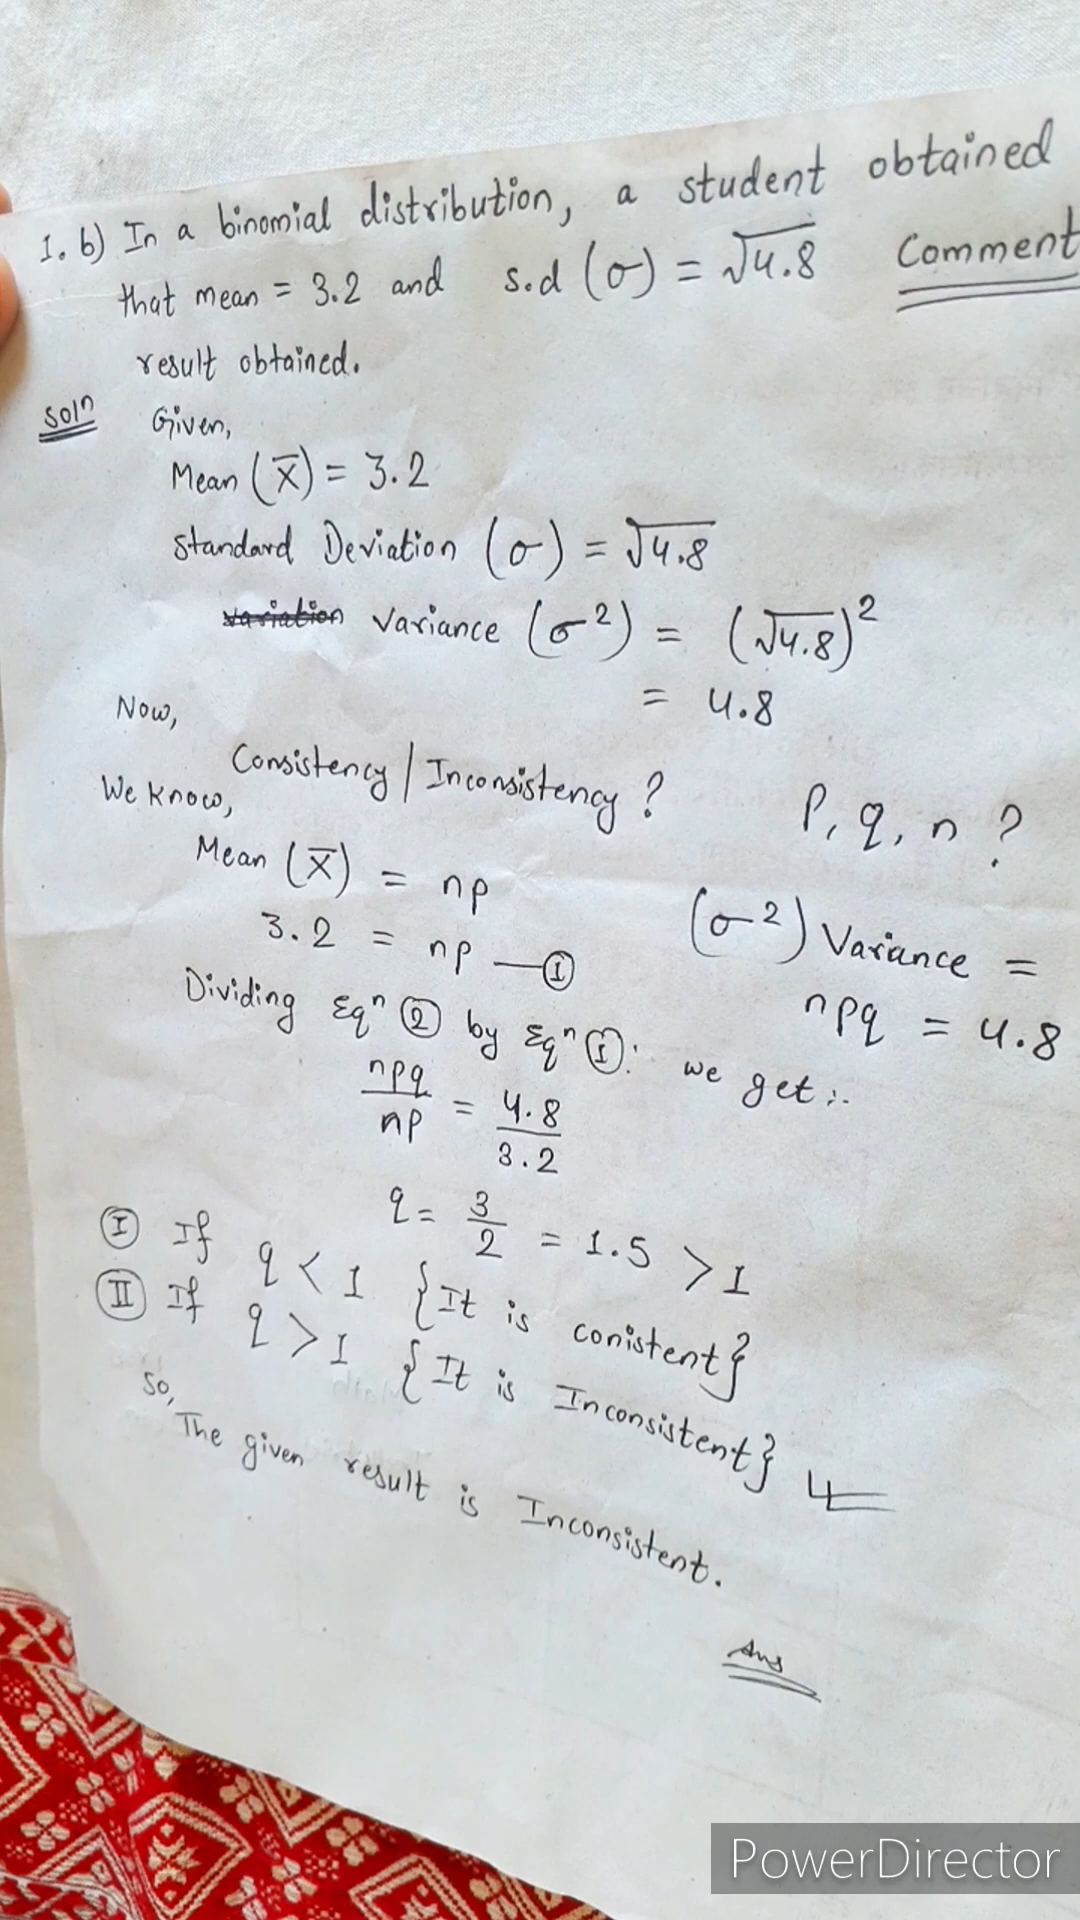 1. b) In a binomial distribution, a student obtained
that mean = 3.2 and s.d (σ) = √4.8 Comment
result obtained.
Solⁿ Given,
Mean (x̅) = 3.2
Standard Deviation (σ) = √4.8
variation Variance (σ²) = (√4.8)²
= 4.8
Now,
Consistency / Inconsistency ? P, q, n ?
We know,
Mean (x̅) = np
3.2 = np —①
(σ²) Variance =
npq = 4.8
Dividing Eqⁿ ② by Eqⁿ ①: we get:-
npq/np = 4.8/3.2
q = 3/2 = 1.5 > 1
Ⓘ If q < 1 {It is conistent}
Ⅱ If q > 1 {It is Inconsistent}
So,
The given result is Inconsistent.
Ans
PowerDirector